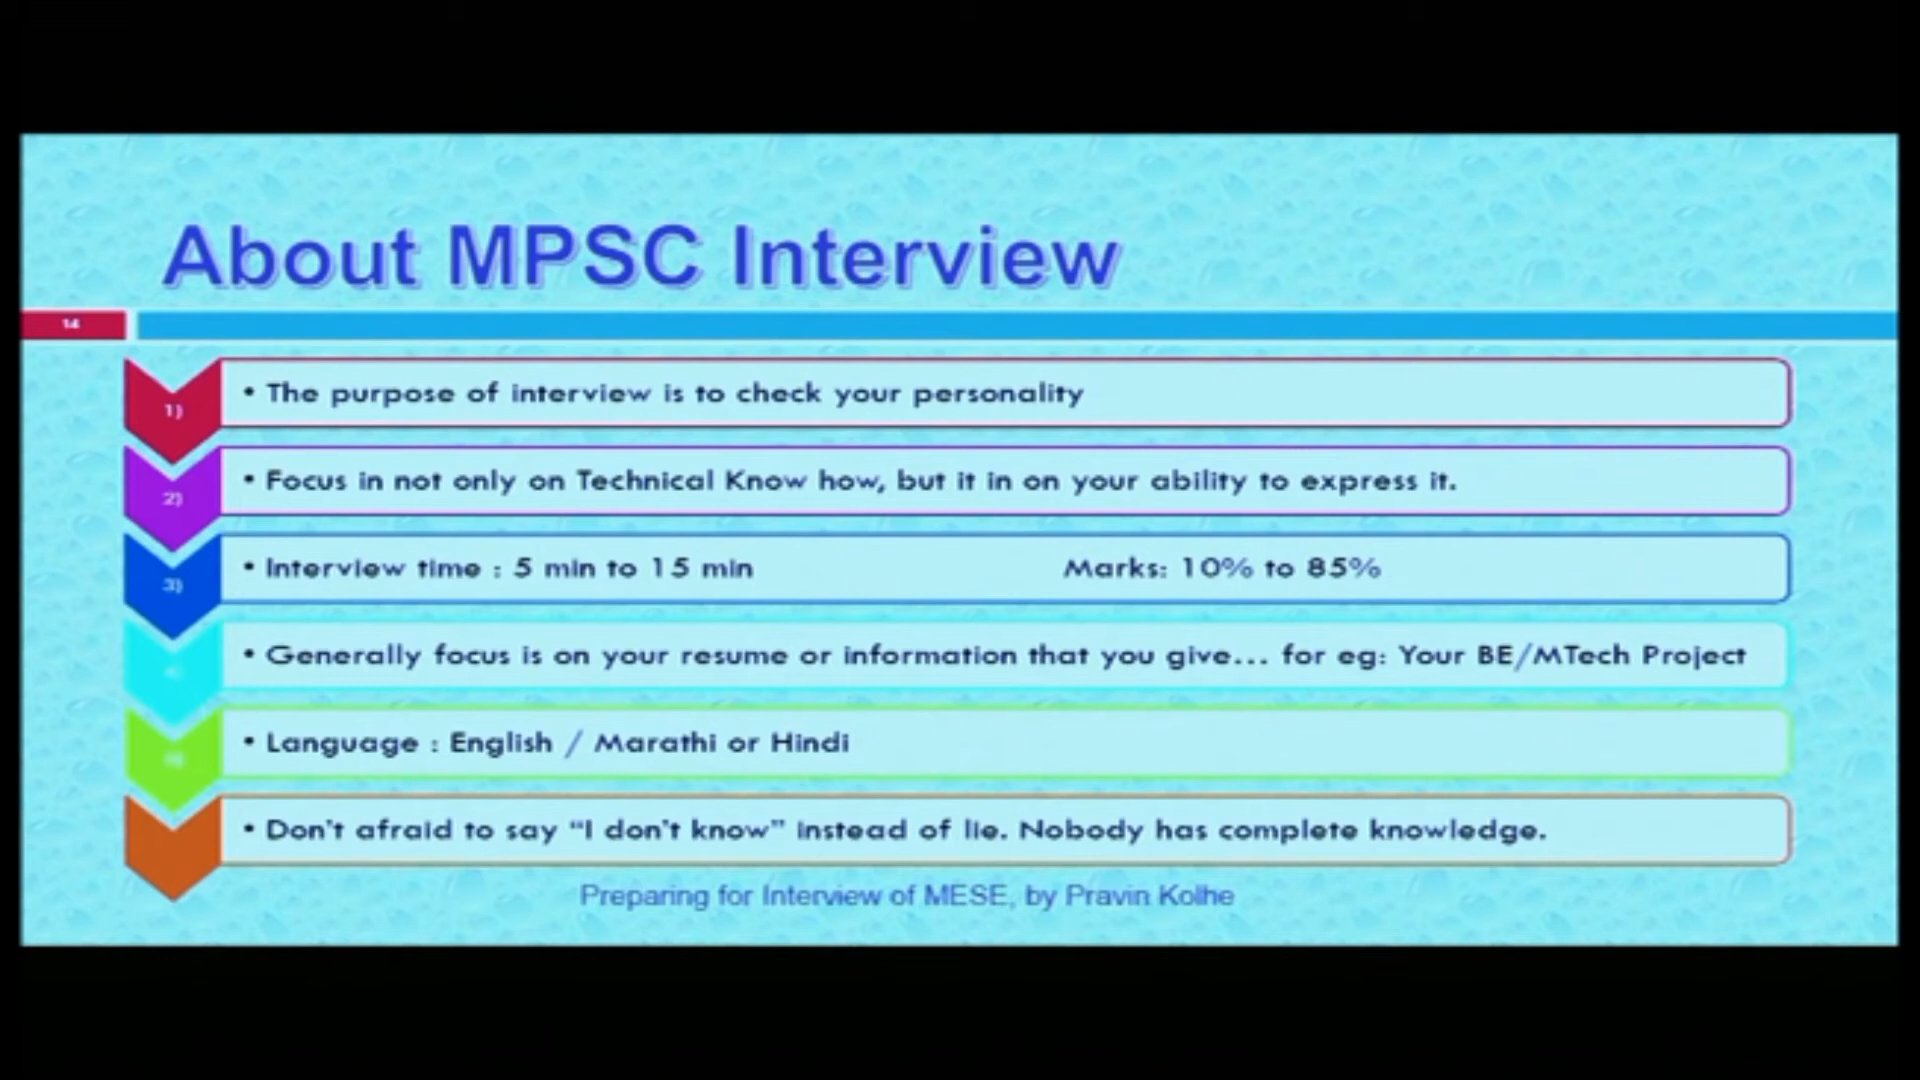 About MPSC Interview
14
1)
• The purpose of interview is to check your personality
2)
• Focus in not only on Technical Know how, but it in on your ability to express it.
3)
• Interview time : 5 min to 15 min Marks: 10% to 85%
• Generally focus is on your resume or information that you give... for eg: Your BE/MTech Project
• Language : English / Marathi or Hindi
• Don't afraid to say “I don't know” instead of lie. Nobody has complete knowledge.
Preparing for Interview of MESE, by Pravin Kolhe